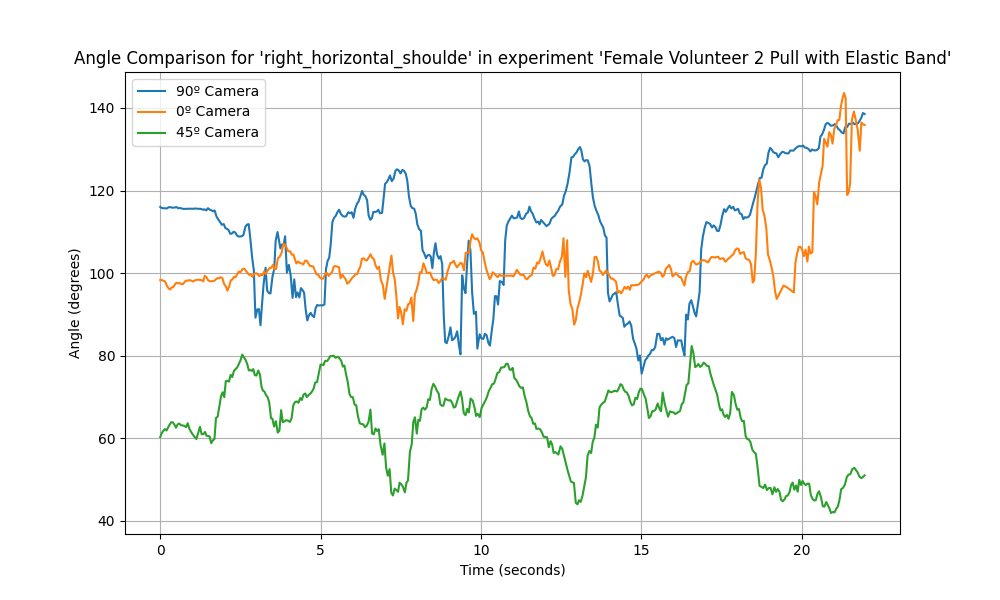 Angle Comparison for 'right_horizontal_shoulde' in experiment 'Female Volunteer 2 Pull with Elastic Band'
90º Camera
0º Camera
45º Camera
140
120
100
80
60
40
Angle (degrees)
0 5 10 15 20
Time (seconds)